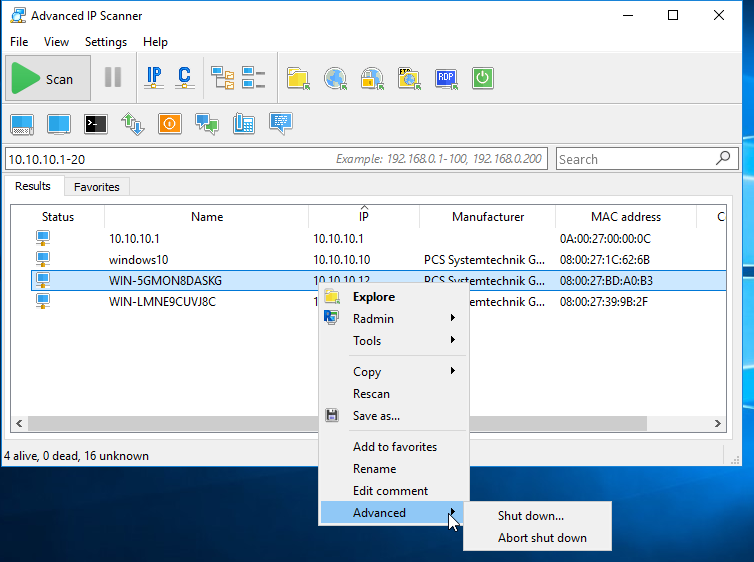 Advanced IP Scanner
File View Settings Help
Scan IP C FTP RDP
10.10.10.1-20 Example: 192.168.0.1-100, 192.168.0.200 Search
Results Favorites
Status Name IP Manufacturer MAC address C
10.10.10.1 10.10.10.1 0A:00:27:00:00:0C
windows10 10.10.10.10 PCS Systemtechnik G... 08:00:27:1C:62:6B
WIN-5GMON8DASKG 10.10.10.12 PCS Systemtechnik G... 08:00:27:BD:A0:B3
WIN-LMNE9CUVJ8C 1 PCS Systemtechnik G... 08:00:27:39:9B:2F
Explore
Radmin
Tools
Copy
Rescan
Save as...
Add to favorites
Rename
Edit comment
Advanced
Shut down...
Abort shut down
4 alive, 0 dead, 16 unknown